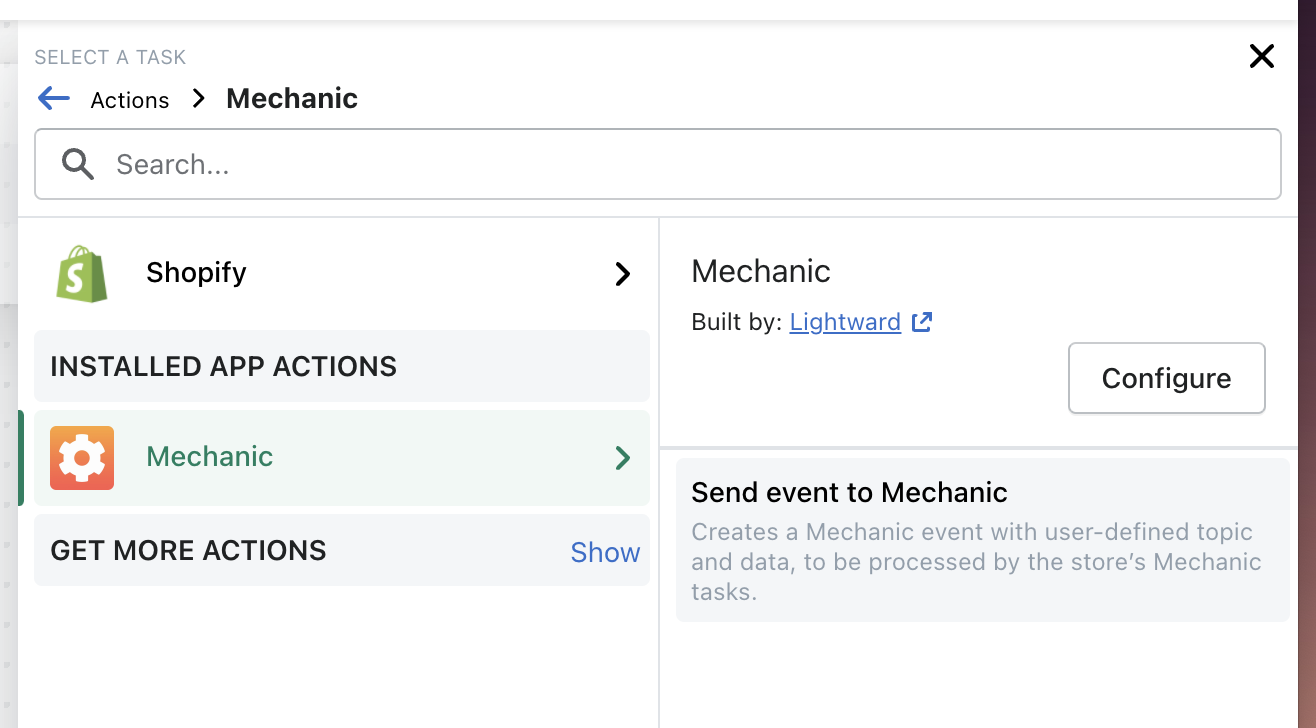 SELECT A TASK
Actions Mechanic
Search...
Shopify
INSTALLED APP ACTIONS
Mechanic
GET MORE ACTIONS Show
Mechanic
Built by: Lightward
Configure
Send event to Mechanic
Creates a Mechanic event with user-defined topic
and data, to be processed by the store’s Mechanic
tasks.